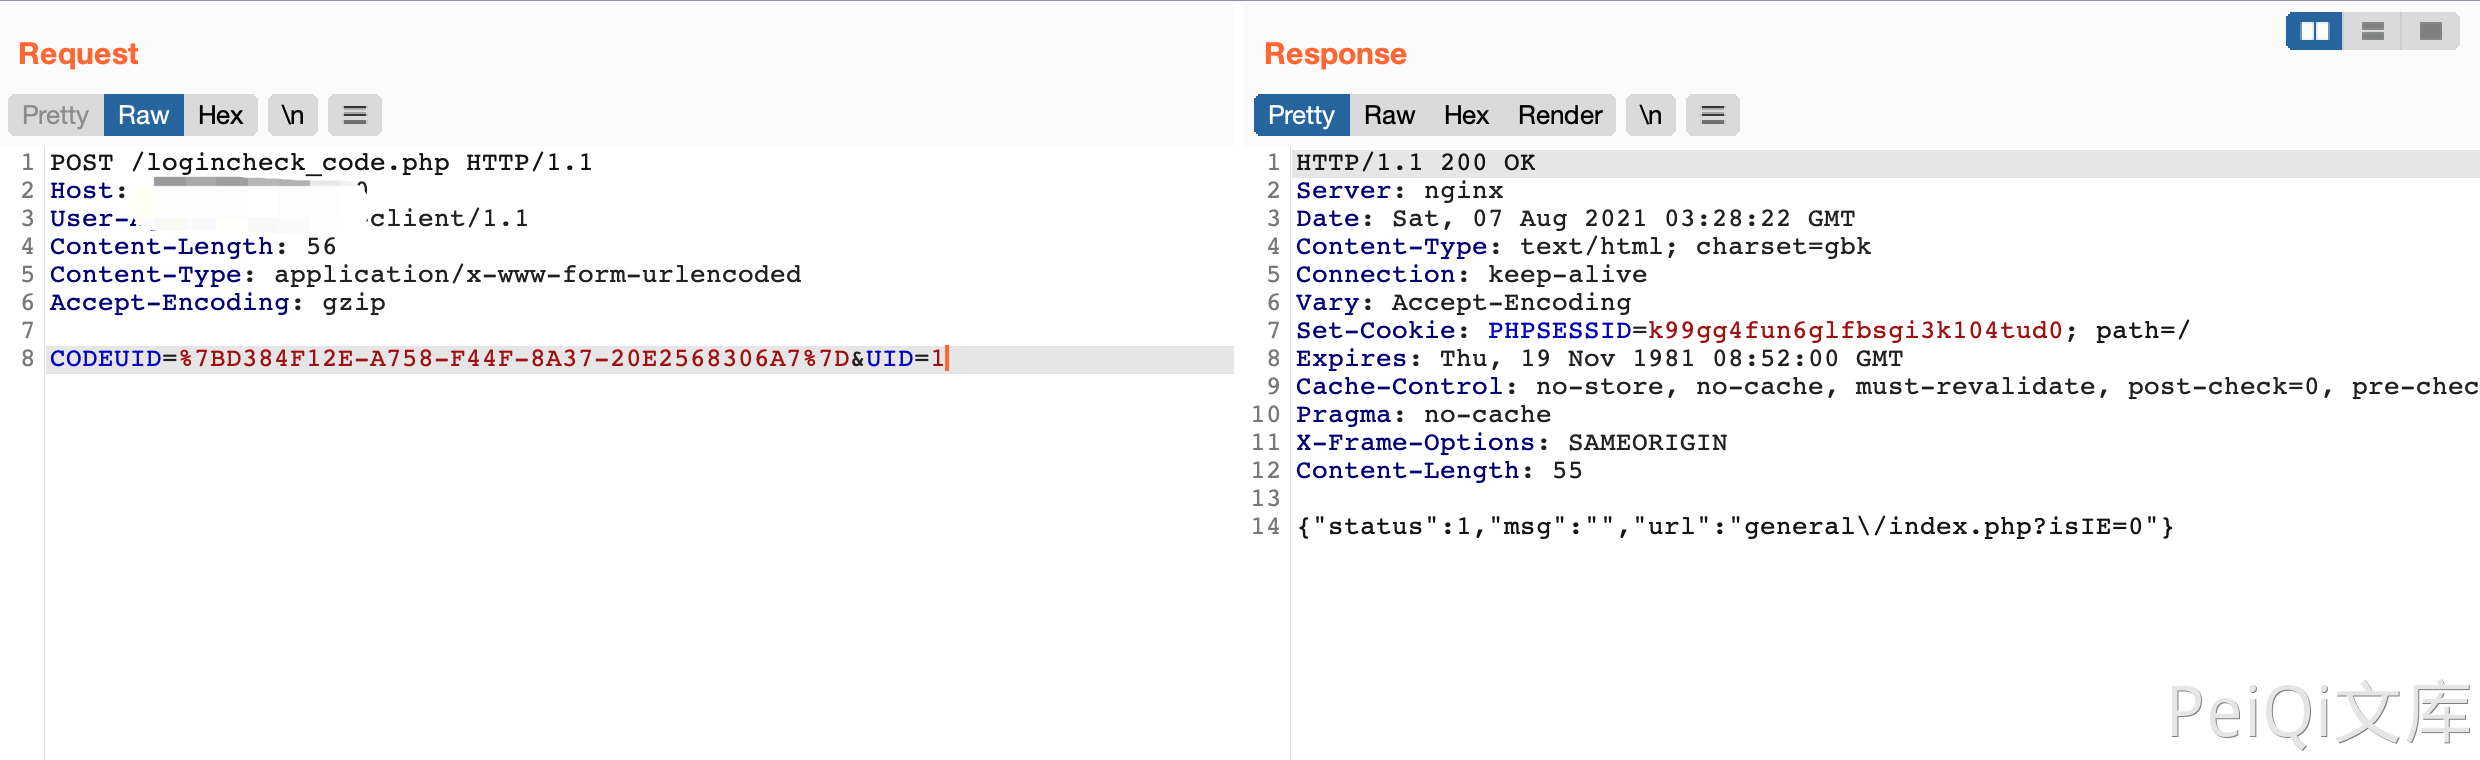 Request
Pretty Raw Hex \n
1 POST /logincheck_code.php HTTP/1.1
2 Host:
3 User- client/1.1
4 Content-Length: 56
5 Content-Type: application/x-www-form-urlencoded
6 Accept-Encoding: gzip
7
8 CODEUID=%7BD384F12E-A758-F44F-8A37-20E2568306A7%7D&UID=1
Response
Pretty Raw Hex Render \n
1 HTTP/1.1 200 OK
2 Server: nginx
3 Date: Sat, 07 Aug 2021 03:28:22 GMT
4 Content-Type: text/html; charset=gbk
5 Connection: keep-alive
6 Vary: Accept-Encoding
7 Set-Cookie: PHPSESSID=k99gg4fun6glfbsgi3k104tud0; path=/
8 Expires: Thu, 19 Nov 1981 08:52:00 GMT
9 Cache-Control: no-store, no-cache, must-revalidate, post-check=0, pre-chec
10 Pragma: no-cache
11 X-Frame-Options: SAMEORIGIN
12 Content-Length: 55
13
14 {"status":1,"msg":"","url":"general\/index.php?isIE=0"}
PeiQi文库